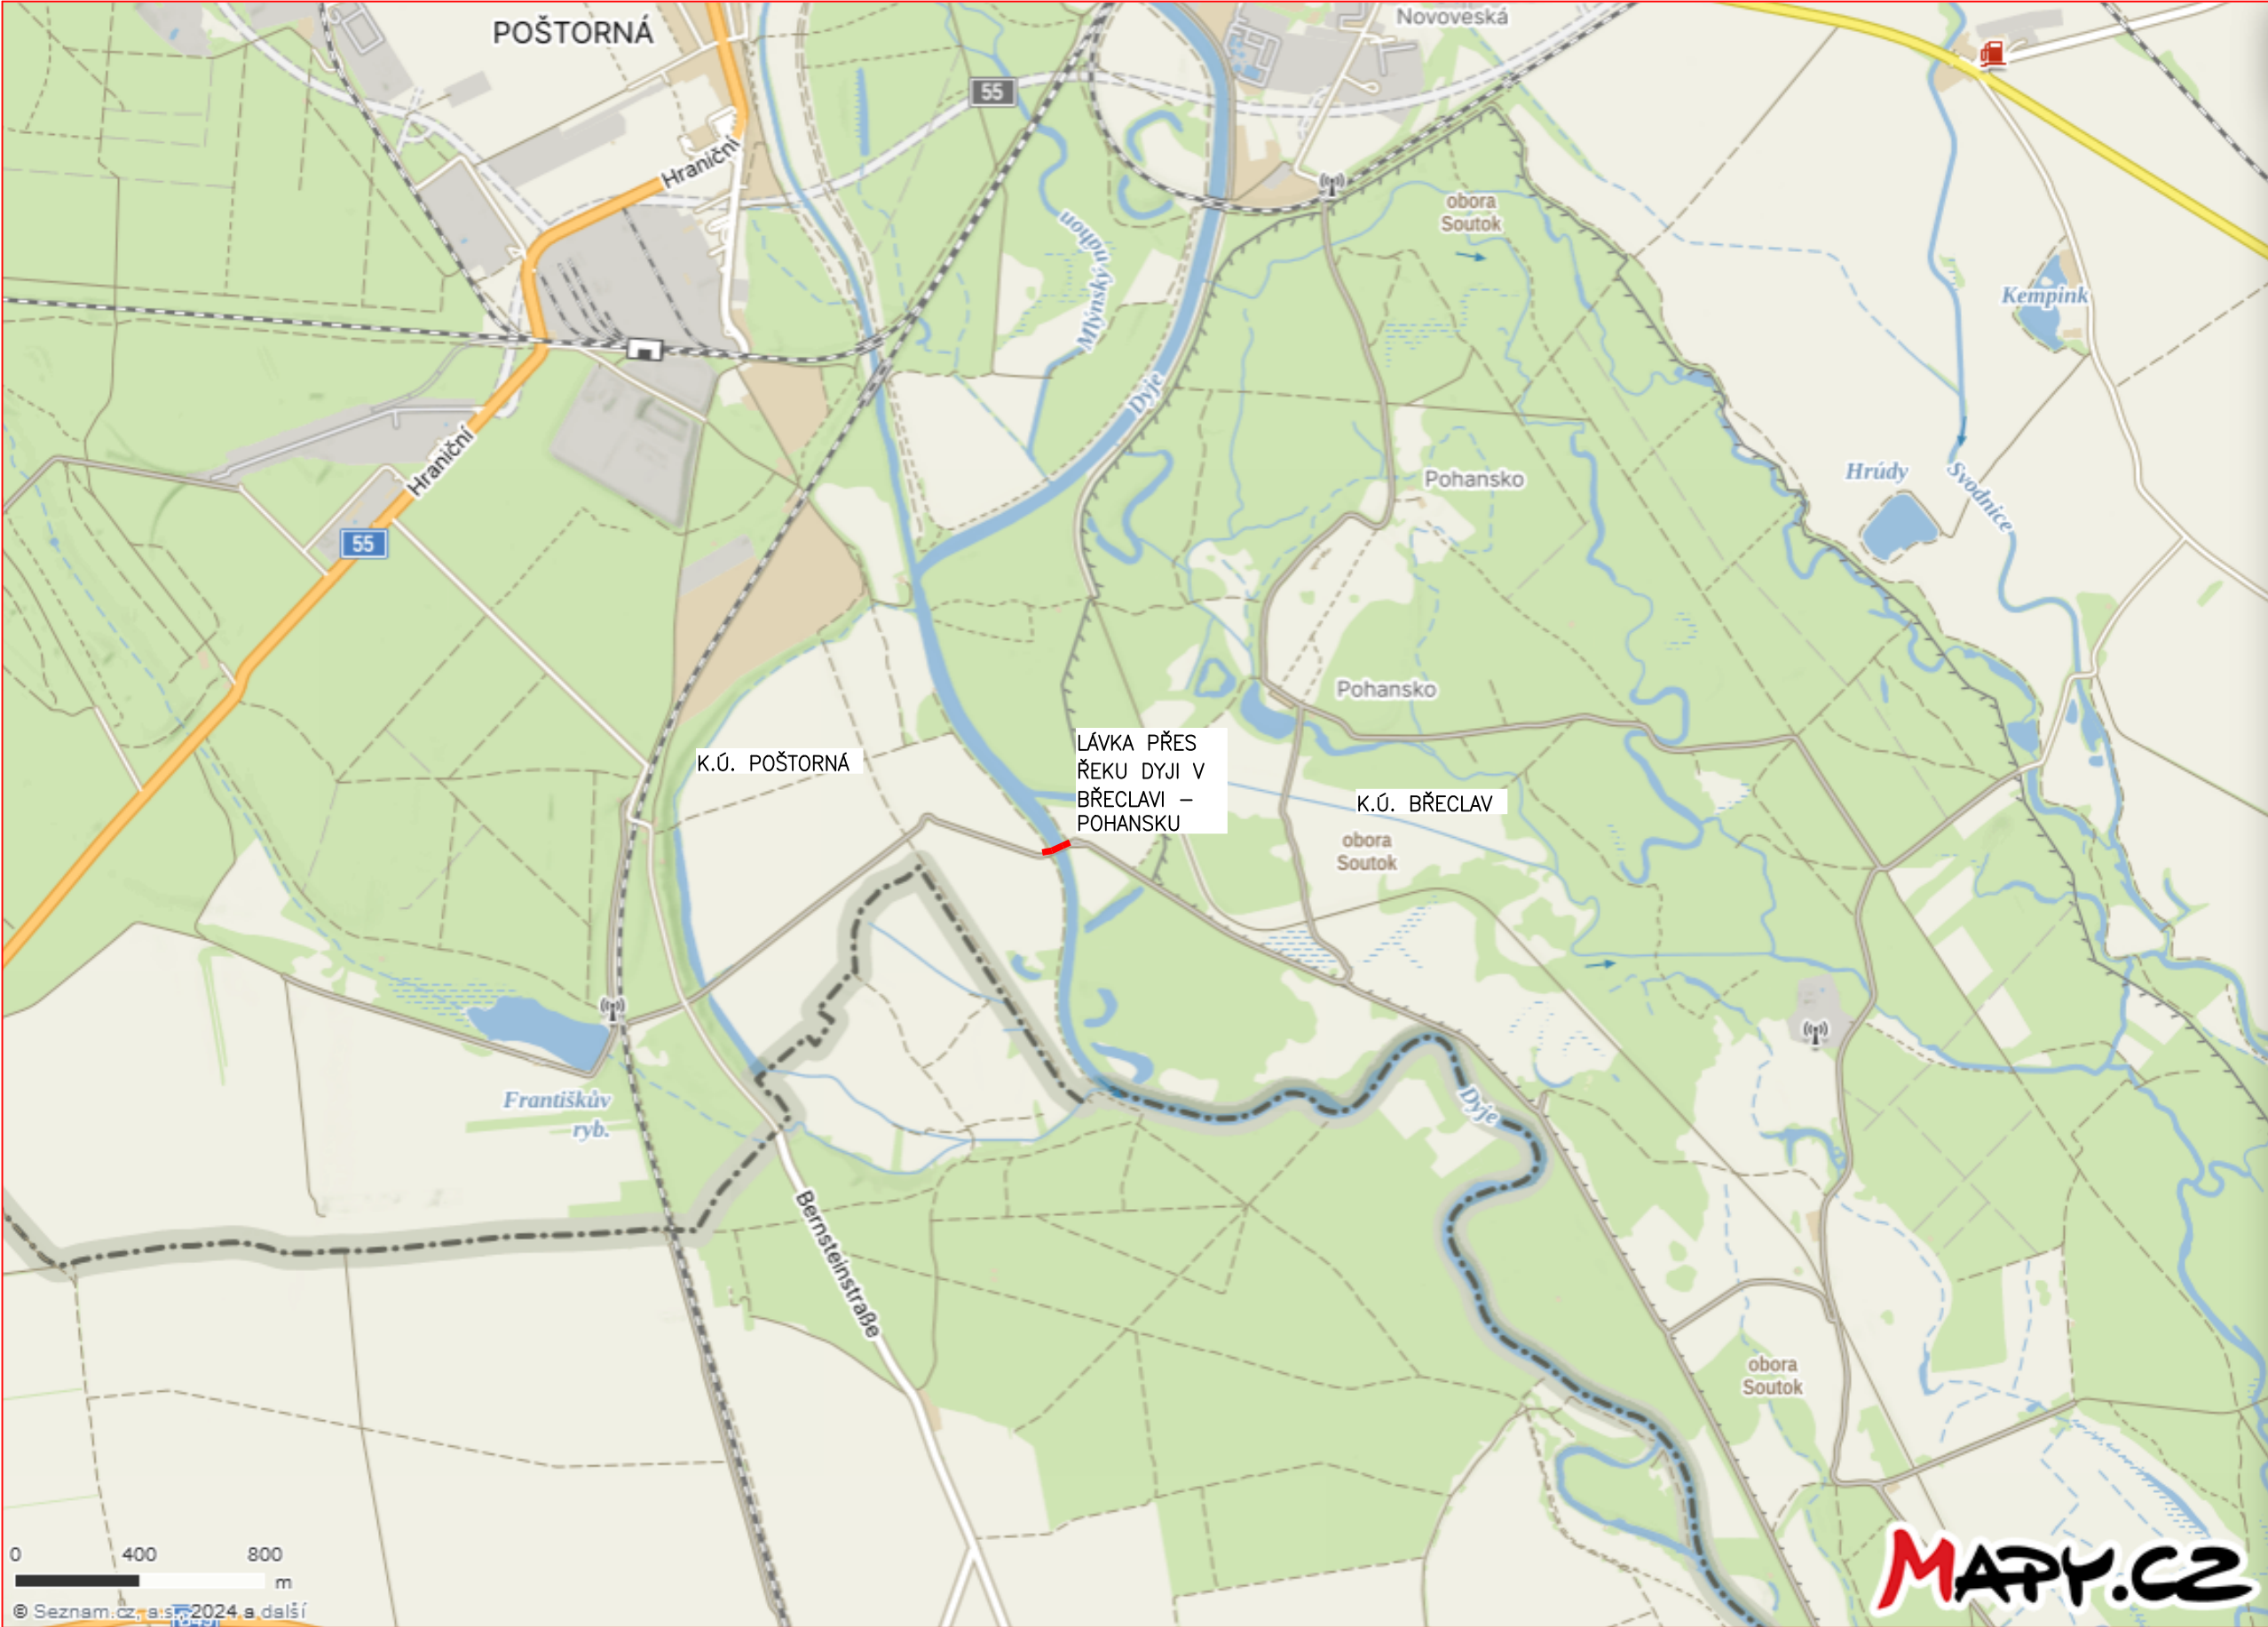 POŠTORNÁ
Novoveská
55
Hraniční
obora
Soutok
Mlýnský náhon
Kempink
Dyje
Hraniční
Hrúdy
Svodnice
Pohansko
55
Pohansko
K.Ú. POŠTORNÁ
LÁVKA PŘES
ŘEKU DYJI V
BŘECLAVI –
POHANSKU
K.Ú. BŘECLAV
obora
Soutok
Františkův
ryb.
Dyje
Bernsteinstraße
obora
Soutok
0 400 800
m
© Seznam.cz, a.s., 2024 a další
MAPY.CZ